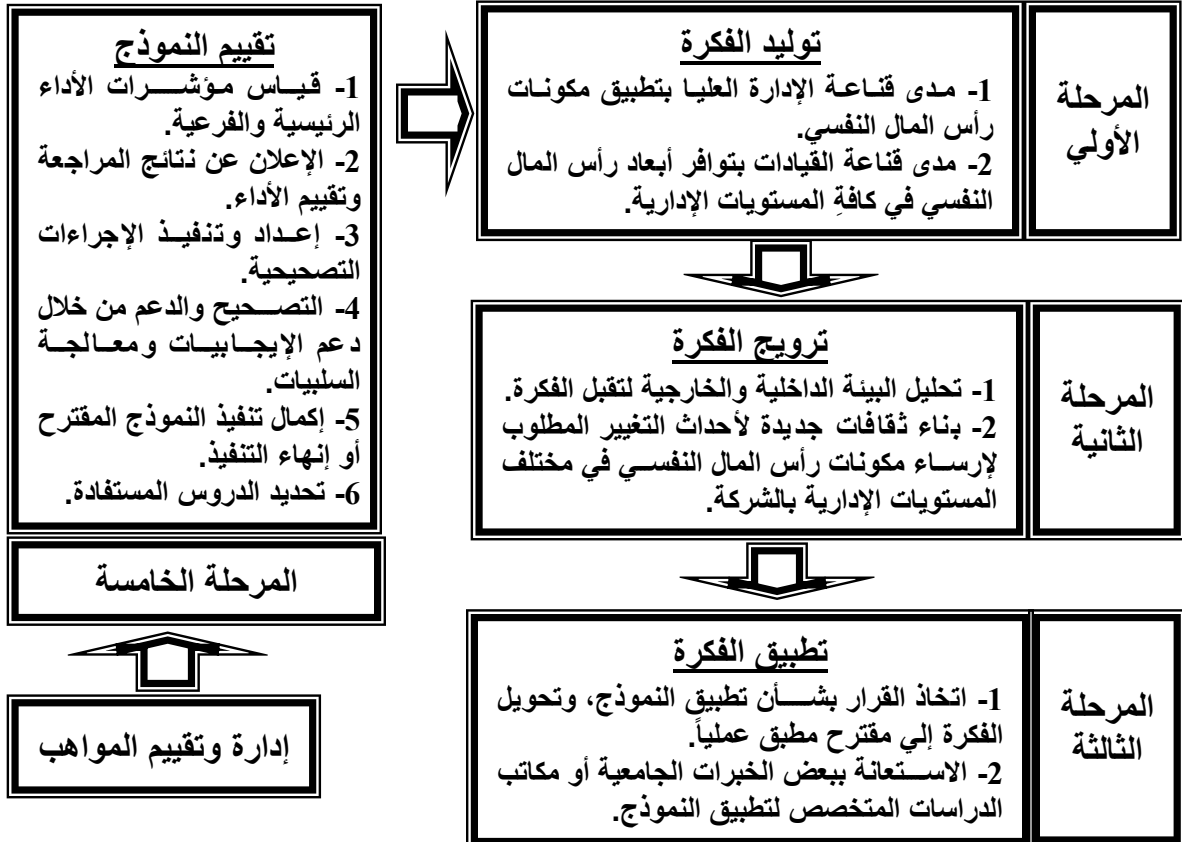 المرحلة
الأولي
توليد الفكرة
1- مدى قناعة الإدارة العليا بتطبيق مكونات
رأس المال النفسي.
2- مدى قناعة القيادات بتوافر أبعاد رأس المال
النفسي في كافةِ المستويات الإدارية.
المرحلة
الثانية
ترويج الفكرة
1- تحليل البيئة الداخلية والخارجية لتقبل الفكرة.
2- بناء ثقافات جديدة لأحداث التغيير المطلوب
لإرساء مكونات رأس المال النفسي في مختلف
المستويات الإدارية بالشركة.
المرحلة
الثالثة
تطبيق الفكرة
1- اتخاذ القرار بشأن تطبيق النموذج، وتحويل
الفكرة إلي مقترح مطبق عملياً.
2- الاستعانة ببعض الخبرات الجامعية أو مكاتب
الدراسات المتخصص لتطبيق النموذج.
تقييم النموذج
1- قياس مؤشرات الأداء
الرئيسية والفرعية.
2- الإعلان عن نتائج المراجعة
وتقييم الأداء.
3- إعداد وتنفيذ الإجراءات
التصحيحية.
4- التصحيح والدعم من خلال
دعم الإيجابيات ومعالجة
السلبيات.
5- إكمال تنفيذ النموذج المقترح
أو إنهاء التنفيذ.
6- تحديد الدروس المستفادة.
المرحلة الخامسة
إدارة وتقييم المواهب